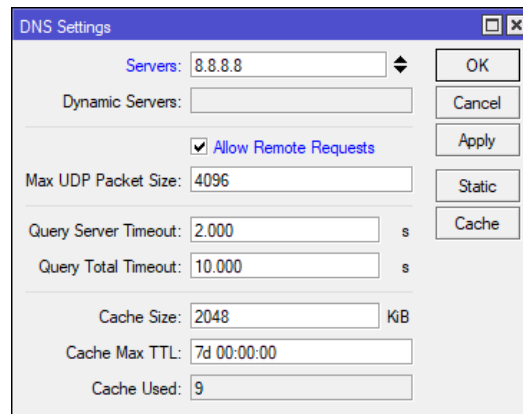 DNS Settings
Servers: 8.8.8.8
OK
Dynamic Servers:
Cancel
Allow Remote Requests
Apply
Max UDP Packet Size: 4096
Static
Query Server Timeout: 2.000 s
Cache
Query Total Timeout: 10.000 s
Cache Size: 2048 KiB
Cache Max TTL: 7d 00:00:00
Cache Used: 9